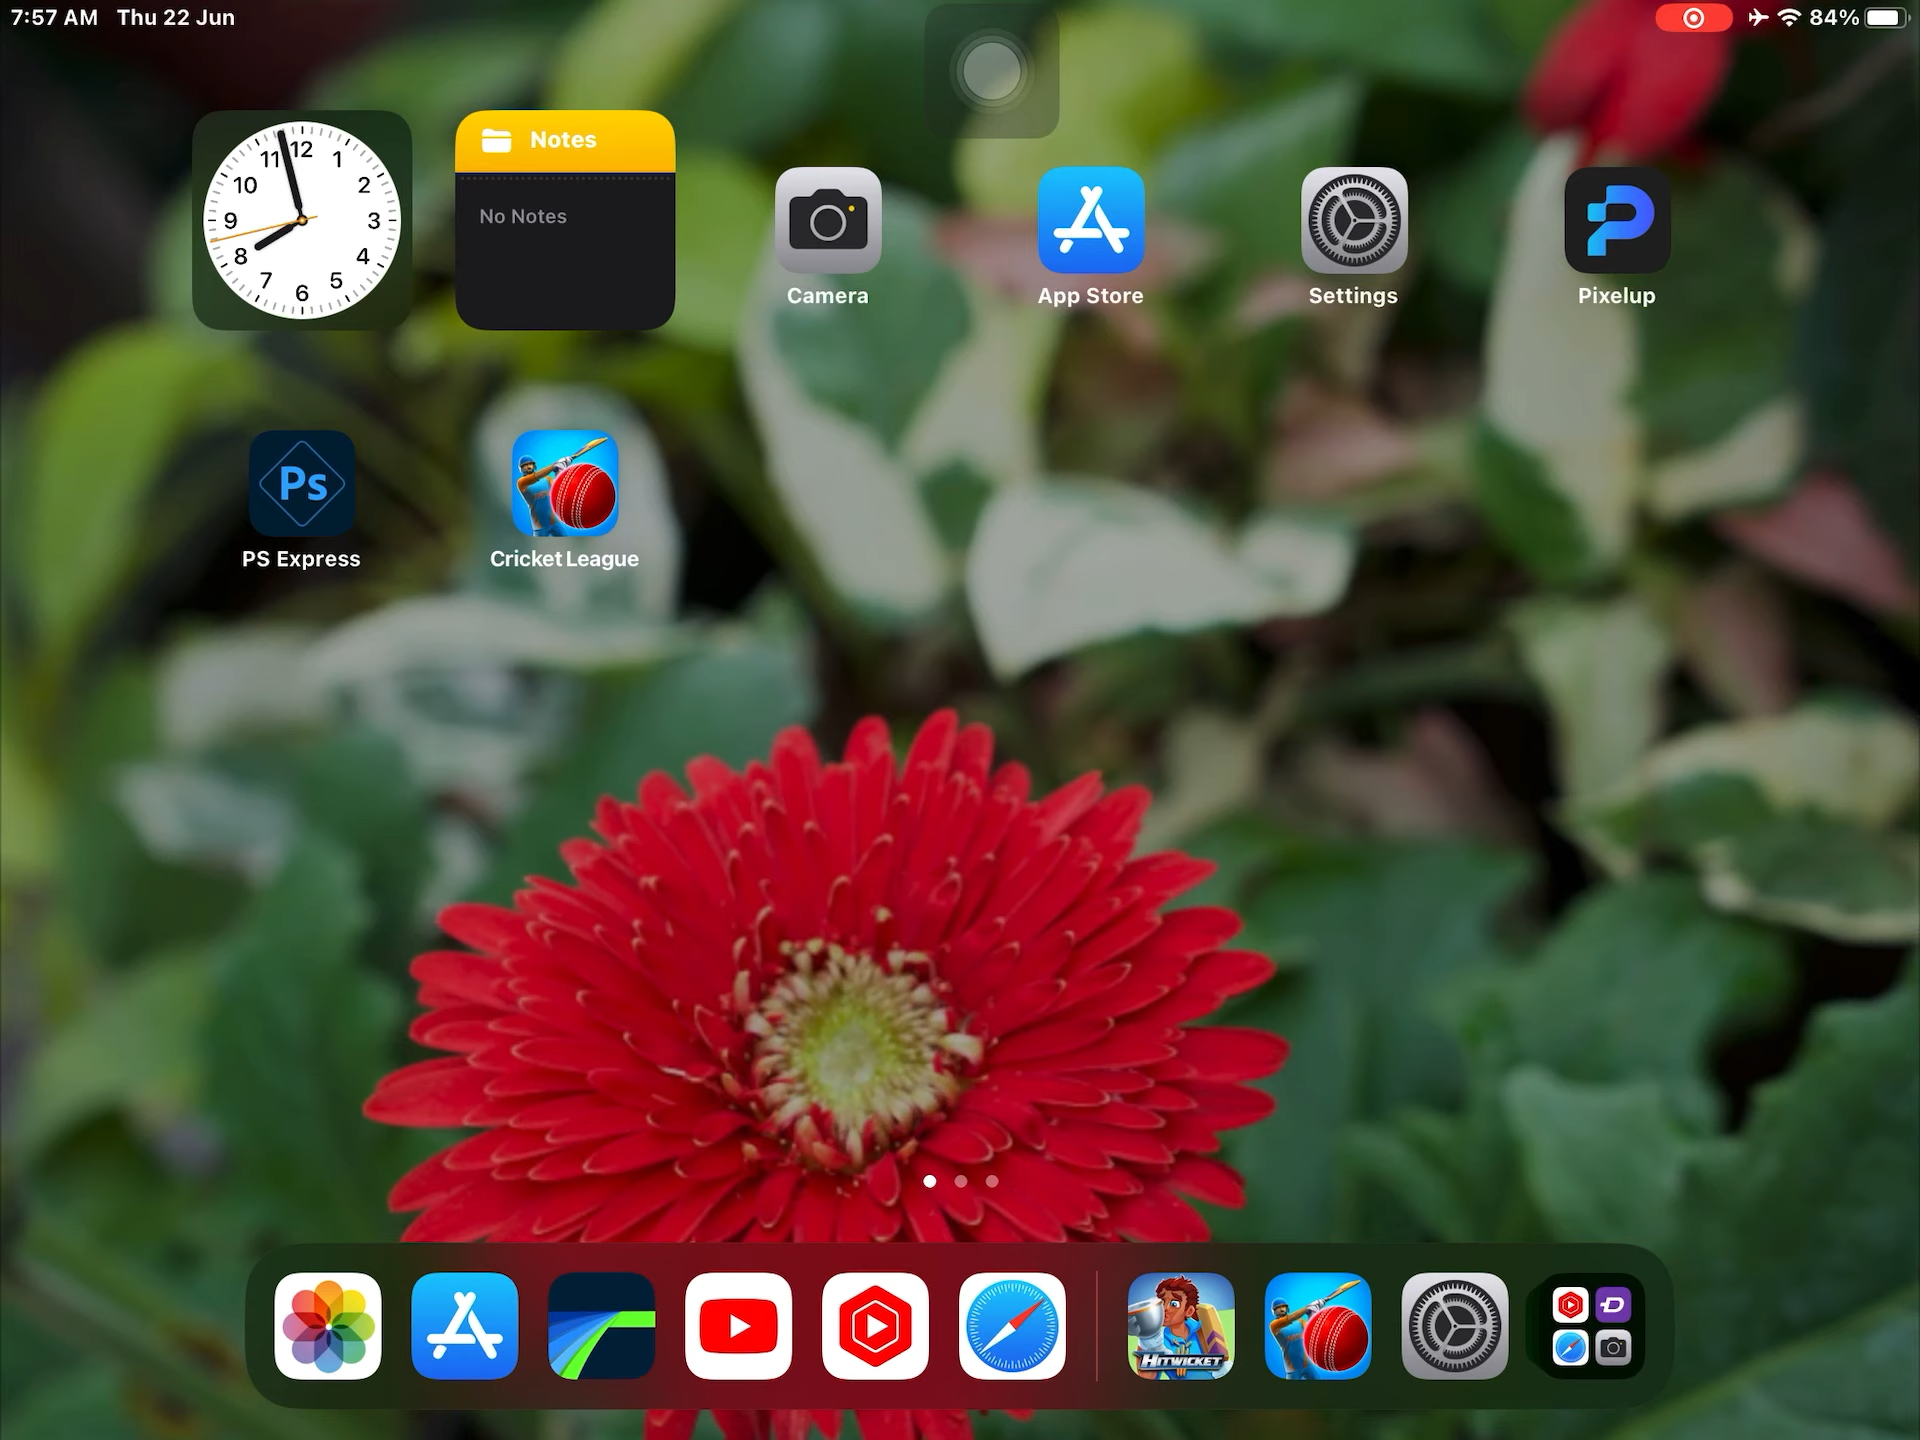 7:57 AM Thu 22 Jun
84%
11 12 1
10 2
9 3
8 4
7 6 5
Notes
No Notes
Camera
App Store
Settings
Pixelup
Ps
PS Express
Cricket League
HITWICKET